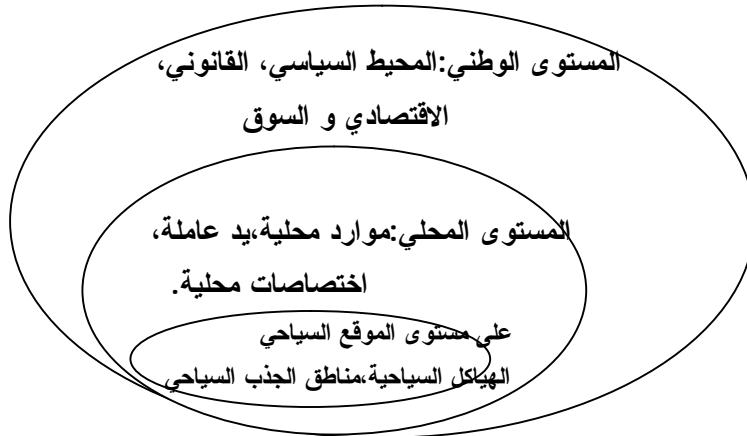 المستوى الوطني:المحيط السياسي، القانوني،
الاقتصادي و السوق
المستوى المحلي:موارد محلية،يد عاملة،
اختصاصات محلية.
على مستوى الموقع السياحي
الهياكل السياحية،مناطق الجذب السياحي